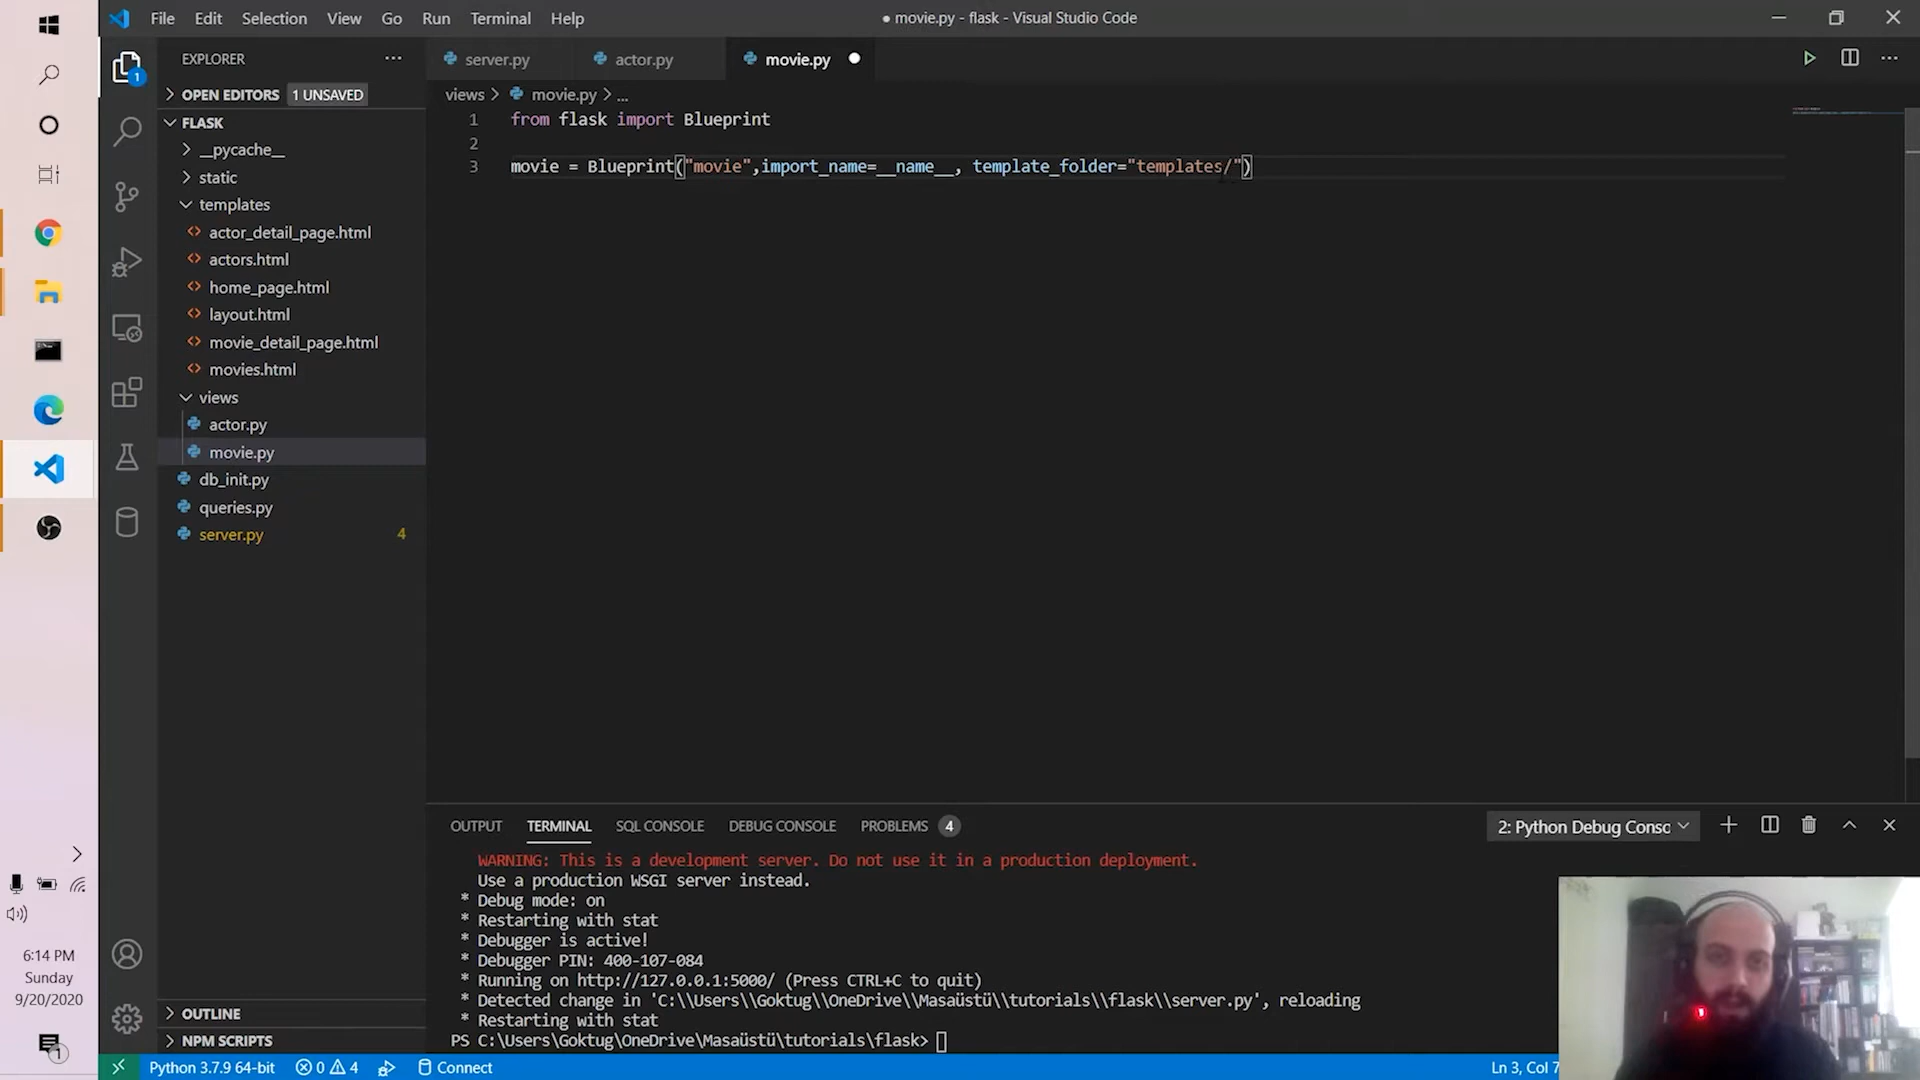 File Edit Selection View Go Run Terminal Help
● movie.py - flask - Visual Studio Code
EXPLORER
server.py
actor.py
movie.py
OPEN EDITORS 1 UNSAVED
views > movie.py > ...
FLASK
__pycache__
static
templates
actor_detail_page.html
actors.html
home_page.html
layout.html
movie_detail_page.html
movies.html
views
actor.py
movie.py
db_init.py
queries.py
server.py 4
1 from flask import Blueprint
2
3 movie = Blueprint("movie",import_name=__name__, template_folder="templates/")
OUTPUT TERMINAL SQL CONSOLE DEBUG CONSOLE PROBLEMS 4
2: Python Debug Consc
WARNING: This is a development server. Do not use it in a production deployment.
Use a production WSGI server instead.
* Debug mode: on
* Restarting with stat
* Debugger is active!
* Debugger PIN: 400-107-084
* Running on http://127.0.0.1:5000/ (Press CTRL+C to quit)
* Detected change in 'C:\\Users\\Goktug\\OneDrive\\Masaüstü\\tutorials\\flask\\server.py', reloading
* Restarting with stat
PS C:\Users\Goktug\OneDrive\Masaüstü\tutorials\flask>
OUTLINE
NPM SCRIPTS
Python 3.7.9 64-bit
0 4
Connect
Ln 3, Col 7
1
6:14 PM
Sunday
9/20/2020
1